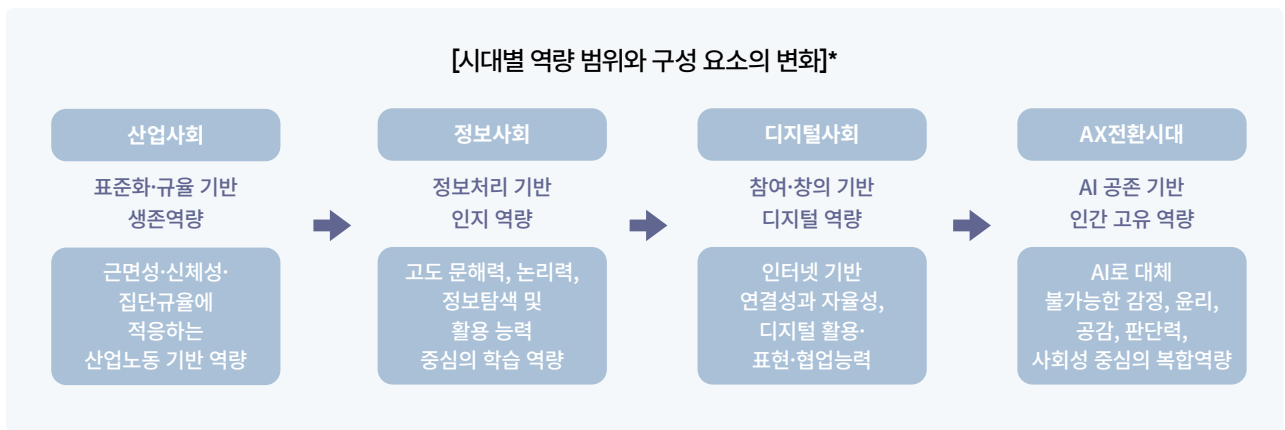 [시대별 역량 범위와 구성 요소의 변화]*
산업사회
표준화·규율 기반
생존역량
근면성·신체성·
집단규율에
적응하는
산업노동 기반 역량
정보사회
정보처리 기반
인지 역량
고도 문해력, 논리력,
정보탐색 및
활용 능력
중심의 학습 역량
디지털사회
참여·창의 기반
디지털 역량
인터넷 기반
연결성과 자율성,
디지털 활용·
표현·협업능력
AX전환시대
AI 공존 기반
인간 고유 역량
AI로 대체
불가능한 감정, 윤리,
공감, 판단력,
사회성 중심의 복합역량